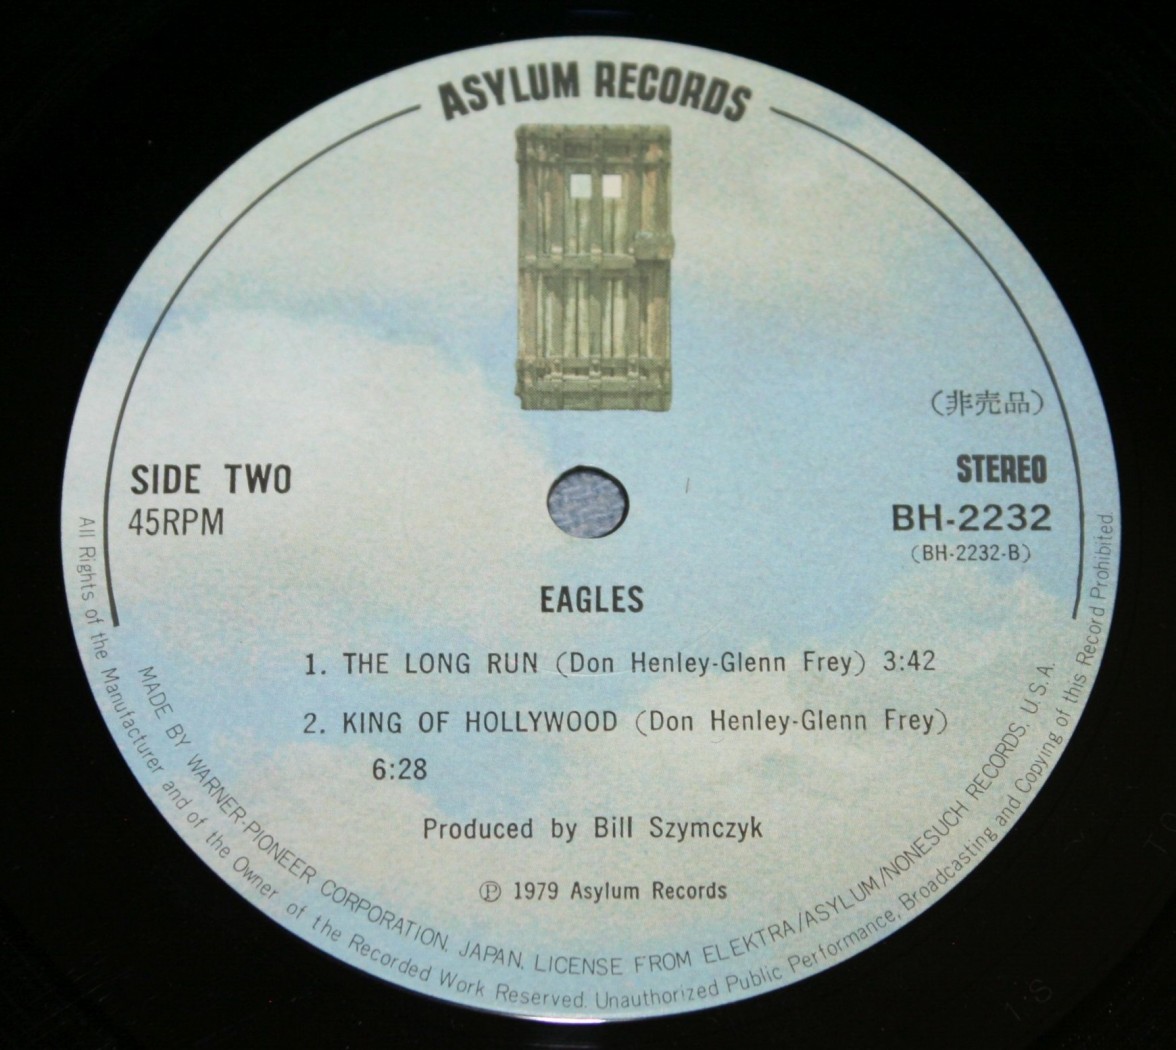 ASYLUM RECORDS
(非売品)
SIDE TWO
45RPM
STEREO
BH-2232
(BH-2232-B)
EAGLES
1. THE LONG RUN (Don Henley-Glenn Frey) 3:42
2. KING OF HOLLYWOOD (Don Henley-Glenn Frey)
6:28
Produced by Bill Szymczyk
Ⓟ 1979 Asylum Records
MADE BY WARNER-PIONEER CORPORATION, JAPAN, LICENSE FROM ELEKTRA/ASYLUM/NONESUCH RECORDS, U.S.A.
All Rights of the Manufacturer and of the Owner of the Recorded Work Reserved. Unauthorized Public Performance, Broadcasting and Copying of this Record Prohibited